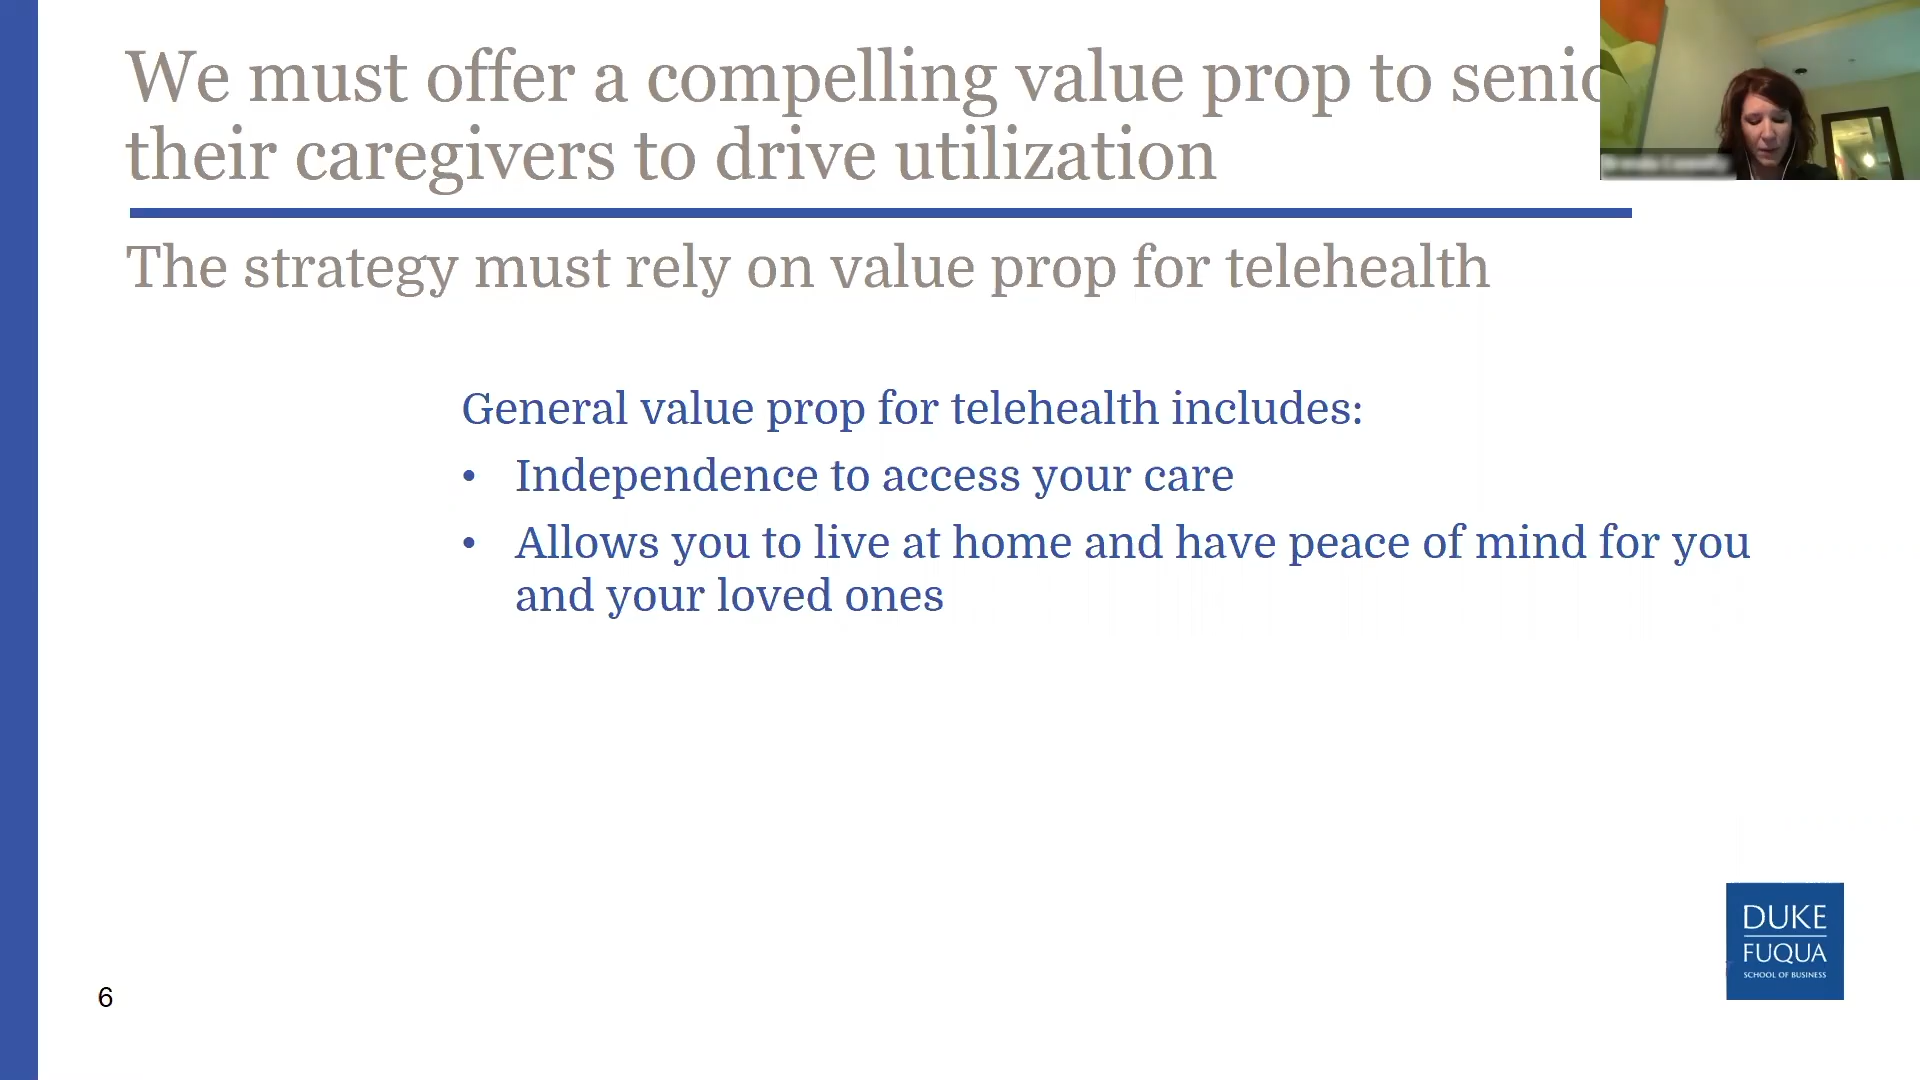 We must offer a compelling value prop to
their caregivers to drive utilization
The strategy must rely on value prop for telehealth
General value prop for telehealth includes:
• Independence to access your care
• Allows you to live at home and have peace of mind for you
and your loved ones
DUKE
FUQUA
SCHOOL OF BUSINESS
6